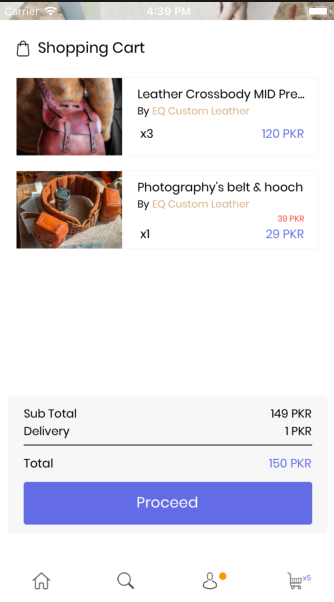 Carrier 4:39 PM
Shopping Cart
Leather Crossbody MID Pre...
By EQ Custom Leather
x3 120 PKR
Photography's belt & hooch
By EQ Custom Leather
39 PKR
x1 29 PKR
Sub Total 149 PKR
Delivery 1 PKR
Total 150 PKR
Proceed
x5